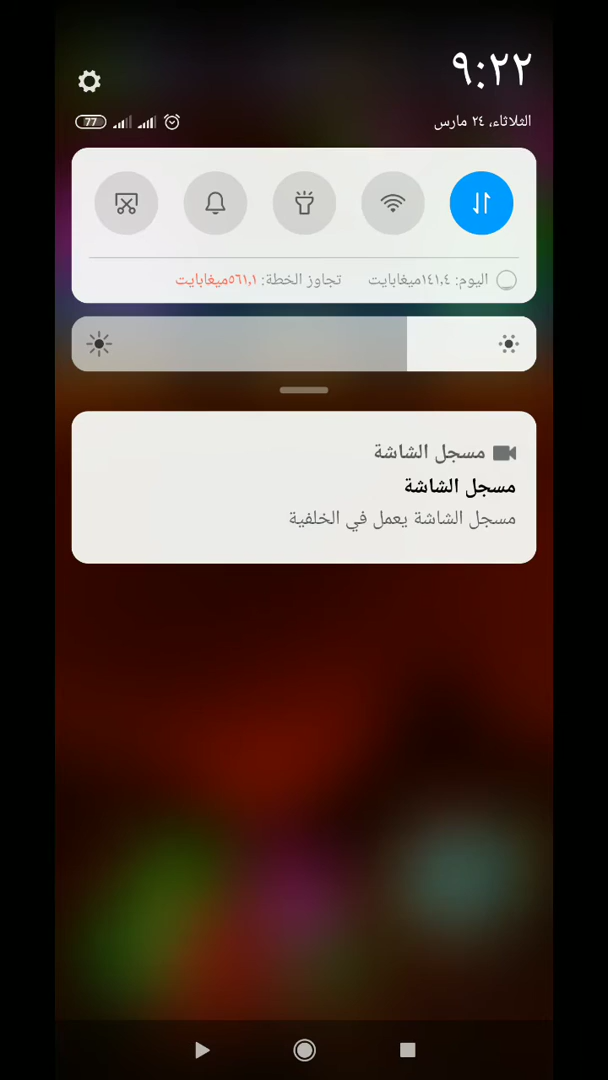 ٩:٢٢
الثلاثاء، ٢٤ مارس
77
اليوم: ١٤١,٤ميغابايت تجاوز الخطة: ٥٦١,١ميغابايت
مسجل الشاشة
مسجل الشاشة
مسجل الشاشة يعمل في الخلفية